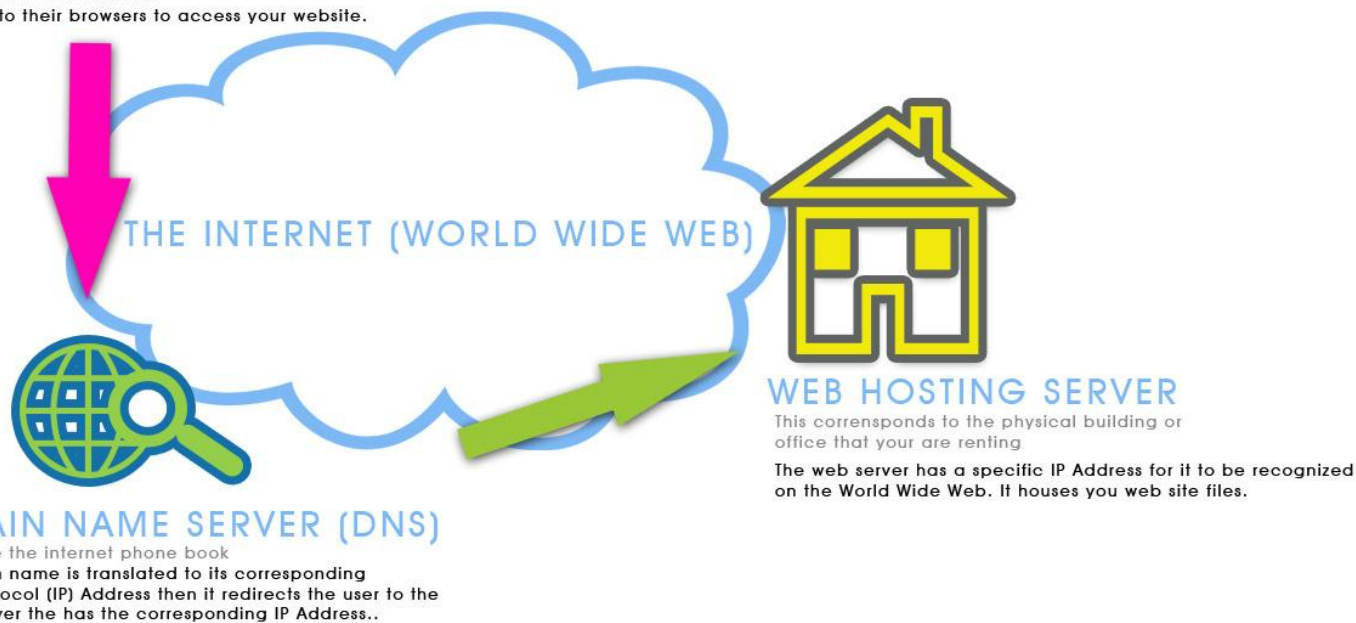 to their browsers to access your website.
THE INTERNET (WORLD WIDE WEB)
WEB HOSTING SERVER
This corrensponds to the physical building or
office that your are renting
The web server has a specific IP Address for it to be recognized
on the World Wide Web. It houses you web site files.
AIN NAME SERVER (DNS)
e the internet phone book
n name is translated to its corresponding
ocol (IP) Address then it redirects the user to the
ver the has the corresponding IP Address..